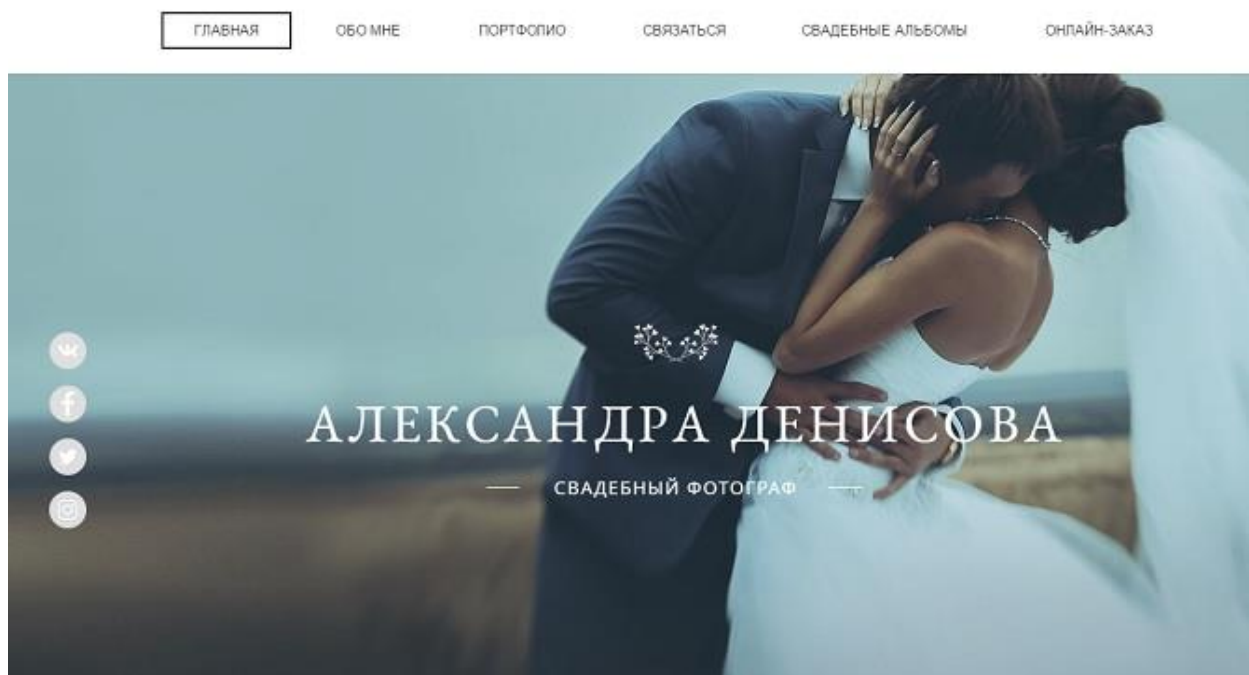 ГЛАВНАЯ ОБО МНЕ ПОРТФОЛИО СВЯЗАТЬСЯ СВАДЕБНЫЕ АЛЬБОМЫ ОНЛАЙН-ЗАКАЗ
АЛЕКСАНДРА ДЕНИСОВА
СВАДЕБНЫЙ ФОТОГРАФ